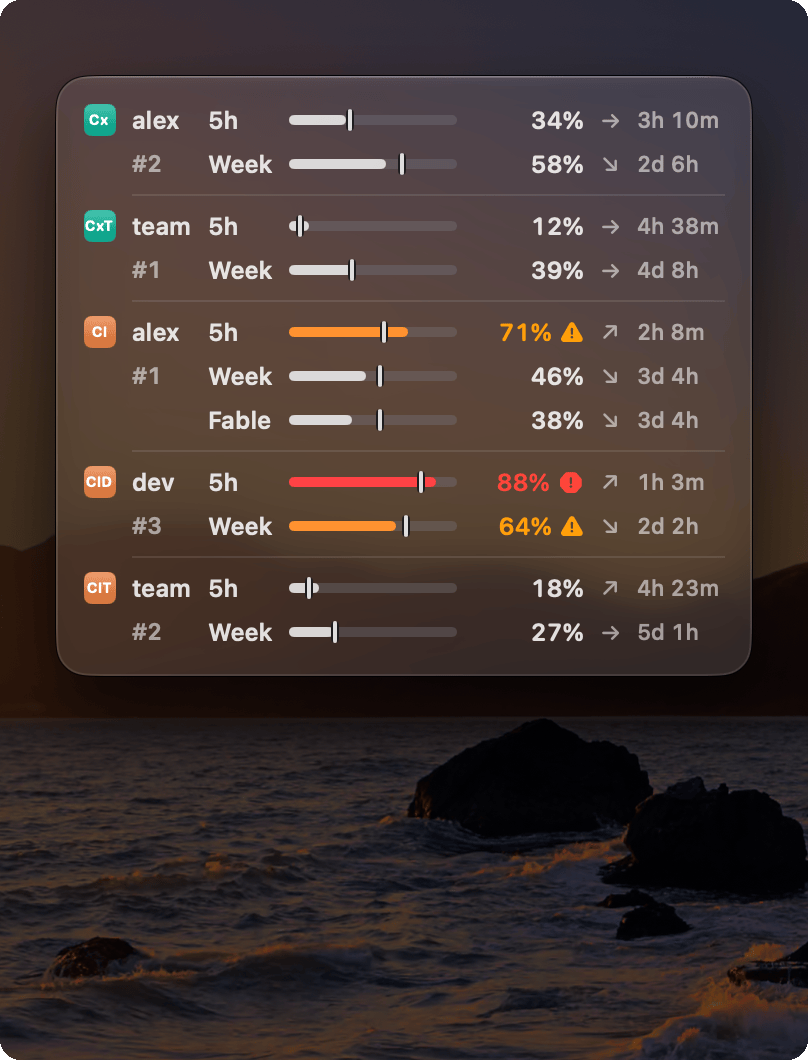 Cx alex 5h 34% → 3h 10m
#2 Week 58% ↘ 2d 6h
CxT team 5h 12% → 4h 38m
#1 Week 39% → 4d 8h
Cl alex 5h 71% ! ↗ 2h 8m
#1 Week 46% ↘ 3d 4h
Fable 38% ↘ 3d 4h
ClD dev 5h 88% ! ↗ 1h 3m
#3 Week 64% ! ↘ 2d 2h
ClT team 5h 18% ↗ 4h 23m
#2 Week 27% → 5d 1h